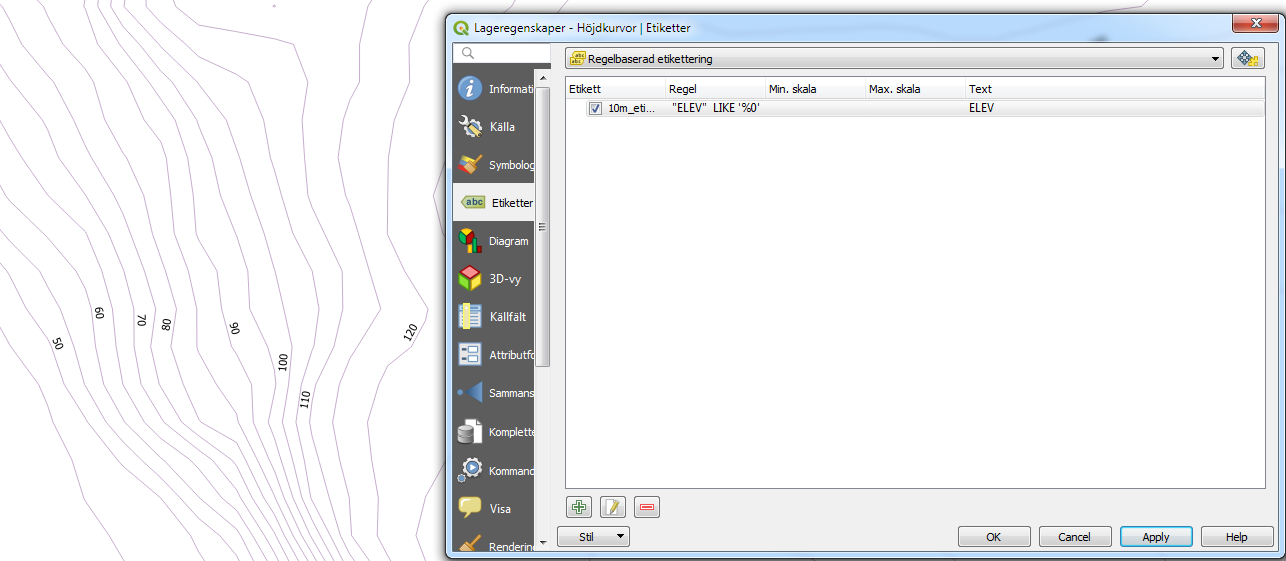 Lageregenskaper - Höjdkurvor | Etiketter
Regelbaserad etikettering
Etikett Regel Min. skala Max. skala Text
10m_eti... "ELEV" LIKE '%0' ELEV
Informati
Källa
Symbolog
abc Etiketter
Diagram
3D-vy
Källfält
Attributfo
Sammans
Komplette
Kommand
Visa
Rendering
50
60
70
80
90
100
110
120
Stil OK Cancel Apply Help